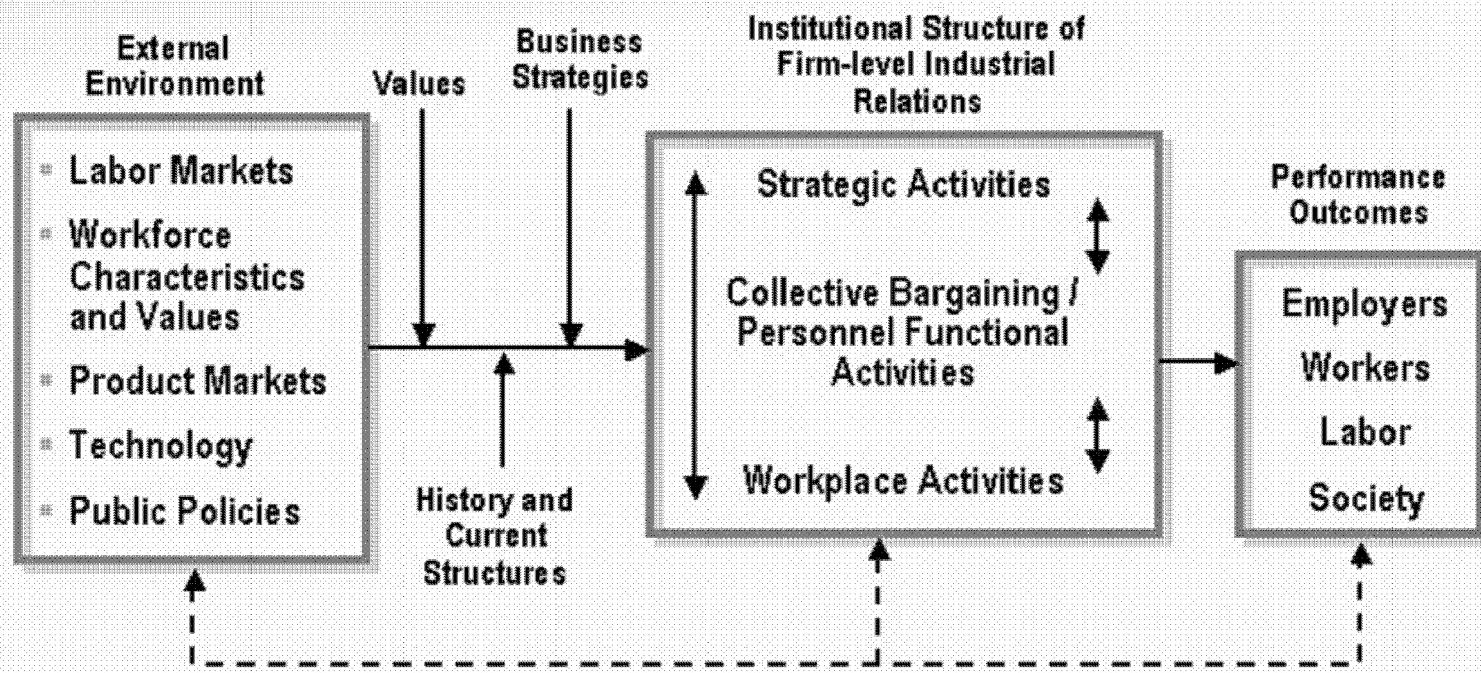 External
Environment
Labor Markets
Workforce
Characteristics
and Values
Product Markets
Technology
Public Policies
Values
Business
Strategies
History and
Current
Structures
Institutional Structure of
Firm-level Industrial
Relations
Strategic Activities
Collective Bargaining /
Personnel Functional
Activities
Workplace Activities
Performance
Outcomes
Employers
Workers
Labor
Society